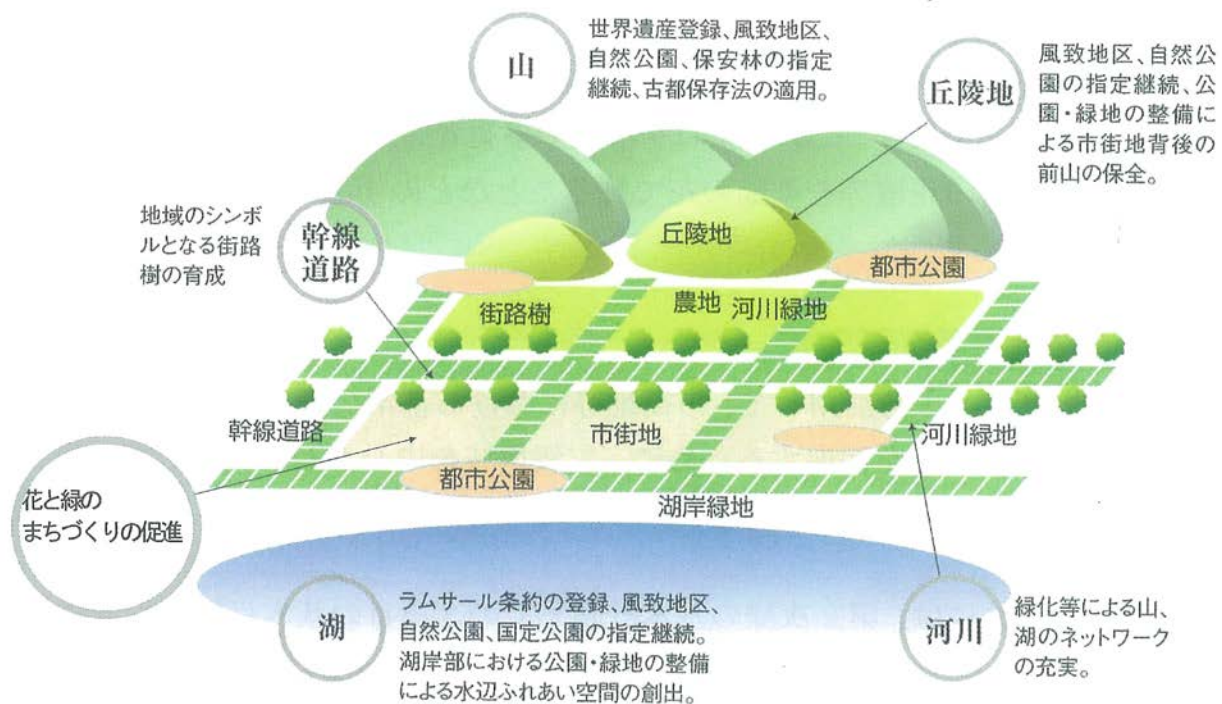 山
世界遺産登録、風致地区、
自然公園、保安林の指定
継続、古都保存法の適用。
丘陵地
風致地区、自然公
園の指定継続、公
園・緑地の整備に
よる市街地背後の
前山の保全。
地域のシンボ
ルとなる街路
樹の育成
幹線
道路
丘陵地
都市公園
街路樹
農地
河川緑地
幹線道路
市街地
河川緑地
都市公園
湖岸緑地
花と緑の
まちづくりの促進
湖
ラムサール条約の登録、風致地区、
自然公園、国定公園の指定継続。
湖岸部における公園・緑地の整備
による水辺ふれあい空間の創出。
河川
緑化等による山、
湖のネットワーク
の充実。